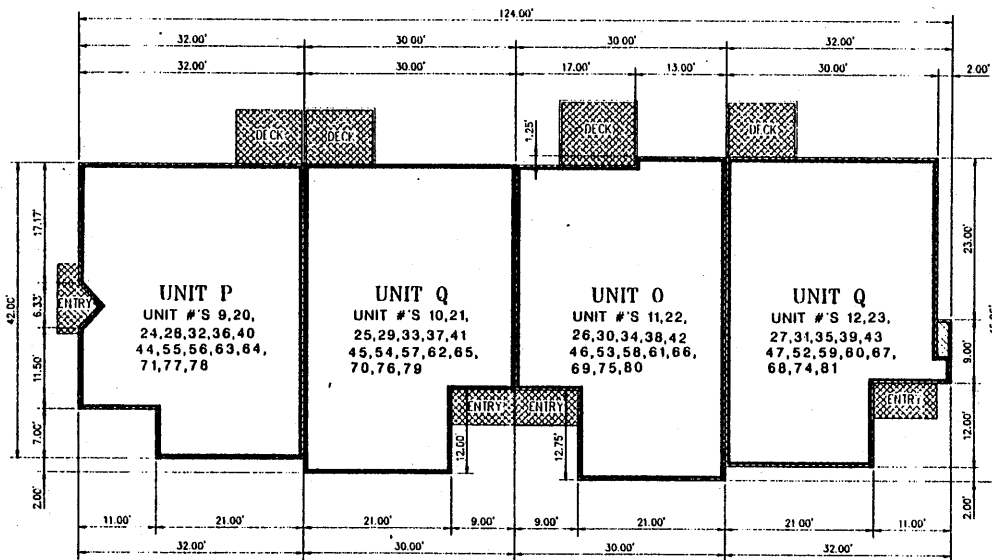 124.00'
32.00' 30.00' 30.00' 32.00'
32.00' 30.00' 17.00' 13.00' 30.00' 2.00'
DECK DECK DECK DECK
1.25'
42.00'
17.17'
6.33'
11.50'
7.00'
2.00'
ENTRY
UNIT P
UNIT #'S 9,20,
24,28,32,36,40
44,55,56,63,64,
71,77,78
UNIT Q
UNIT #'S 10,21,
25,29,33,37,41
45,54,57,62,65,
70,76,79
UNIT O
UNIT #'S 11,22,
26,30,34,38,42
46,53,58,61,66,
69,75,80
UNIT Q
UNIT #'S 12,23,
27,31,35,39,43
47,52,59,60,67,
68,74,81
ENTRY ENTRY ENTRY
12.00' 12.75'
23.00'
9.00'
12.00'
2.00'
11.00' 21.00' 21.00' 9.00' 9.00' 21.00' 21.00' 11.00'
32.00' 30.00' 30.00' 32.00'